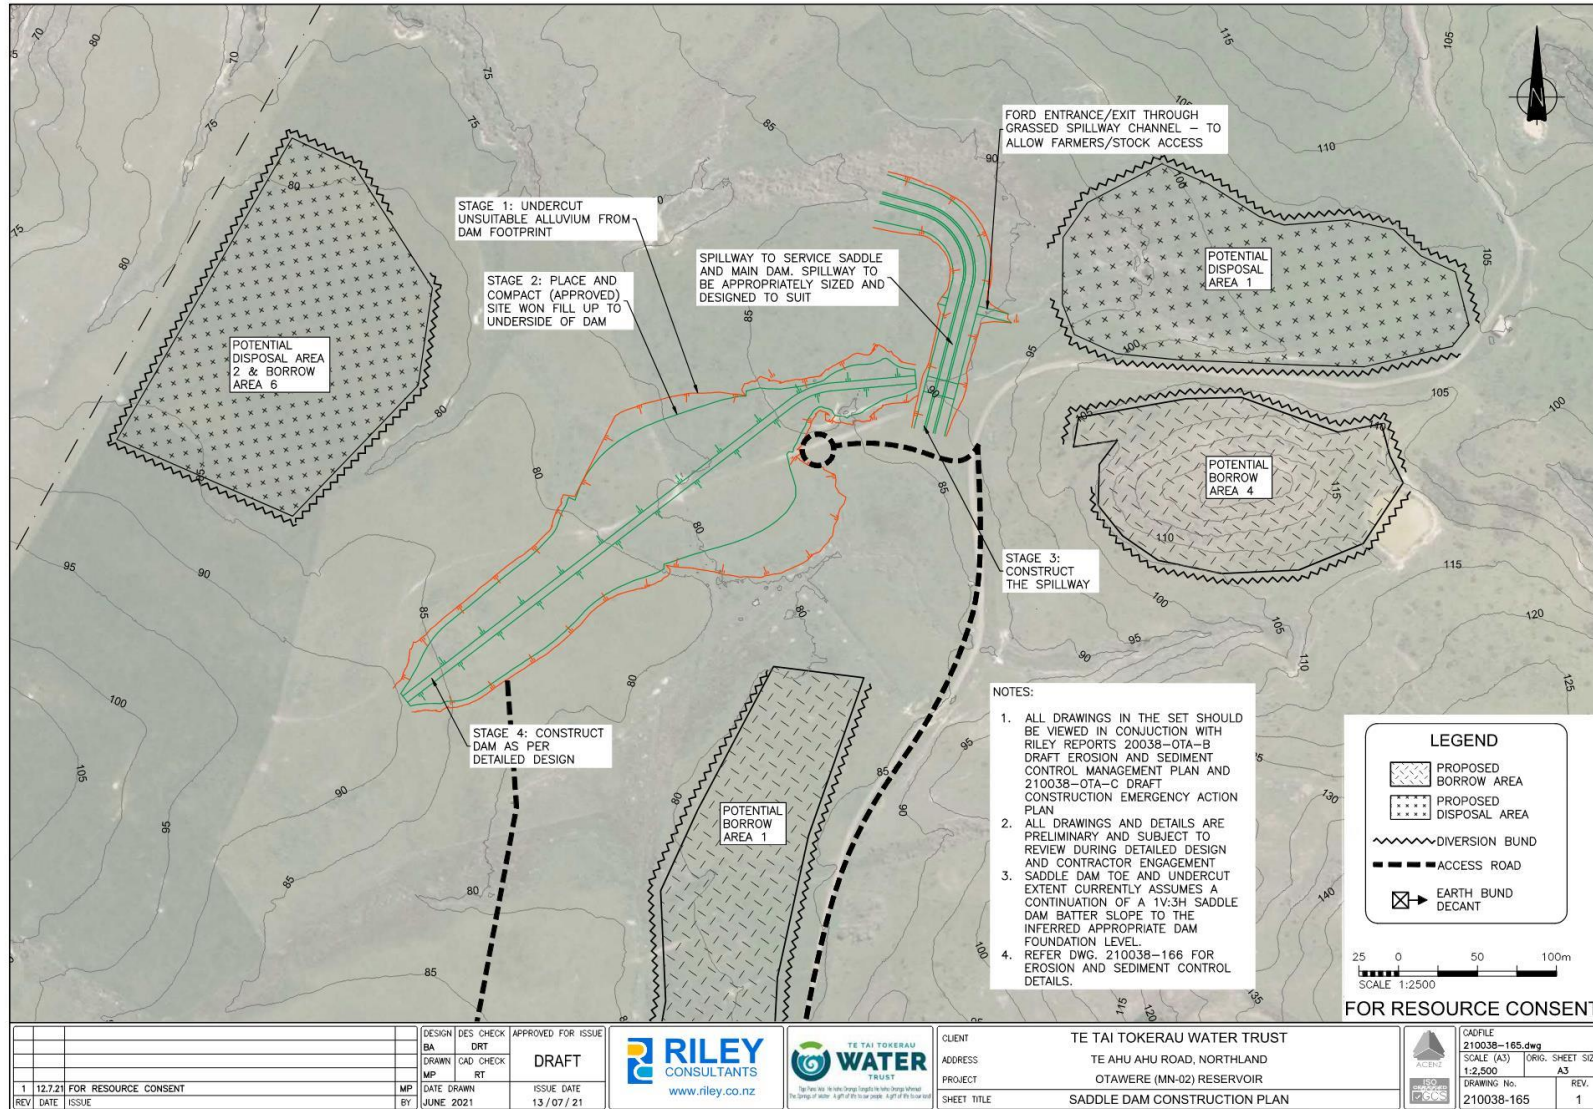 FORD ENTRANCE/EXIT THROUGH
GRASSED SPILLWAY CHANNEL – TO
ALLOW FARMERS/STOCK ACCESS
STAGE 1: UNDERCUT
UNSUITABLE ALLUVIUM FROM
DAM FOOTPRINT
SPILLWAY TO SERVICE SADDLE
AND MAIN DAM. SPILLWAY TO
BE APPROPRIATELY SIZED AND
DESIGNED TO SUIT
STAGE 2: PLACE AND
COMPACT (APPROVED)
SITE WON FILL UP TO
UNDERSIDE OF DAM
POTENTIAL
DISPOSAL
AREA 1
POTENTIAL
DISPOSAL AREA
2 & BORROW
AREA 6
POTENTIAL
BORROW
AREA 4
STAGE 3:
CONSTRUCT
THE SPILLWAY
STAGE 4: CONSTRUCT
DAM AS PER
DETAILED DESIGN
POTENTIAL
BORROW
AREA 1
NOTES:
1. ALL DRAWINGS IN THE SET SHOULD
BE VIEWED IN CONJUCTION WITH
RILEY REPORTS 20038–OTA–B
DRAFT EROSION AND SEDIMENT
CONTROL MANAGEMENT PLAN AND
210038–OTA–C DRAFT
CONSTRUCTION EMERGENCY ACTION
PLAN
2. ALL DRAWINGS AND DETAILS ARE
PRELIMINARY AND SUBJECT TO
REVIEW DURING DETAILED DESIGN
AND CONTRACTOR ENGAGEMENT
3. SADDLE DAM TOE AND UNDERCUT
EXTENT CURRENTLY ASSUMES A
CONTINUATION OF A 1V:3H SADDLE
DAM BATTER SLOPE TO THE
INFERRED APPROPRIATE DAM
FOUNDATION LEVEL.
4. REFER DWG. 210038–166 FOR
EROSION AND SEDIMENT CONTROL
DETAILS.
LEGEND
PROPOSED
BORROW AREA
PROPOSED
DISPOSAL AREA
DIVERSION BUND
ACCESS ROAD
EARTH BUND
DECANT
25 0 50 100m
SCALE 1:2500
FOR RESOURCE CONSENT
1 12.7.21 FOR RESOURCE CONSENT MP
REV DATE ISSUE BY
DESIGN DES CHECK APPROVED FOR ISSUE
BA DRT DRAFT
DRAWN CAD CHECK
MP RT
DATE DRAWN ISSUE DATE
JUNE 2021 13/07/21
RILEY
CONSULTANTS
www.riley.co.nz
TE TAI TOKERAU
WATER
TRUST
CLIENT TE TAI TOKERAU WATER TRUST
ADDRESS TE AHU AHU ROAD, NORTHLAND
PROJECT OTAWERE (MN–02) RESERVOIR
SHEET TITLE SADDLE DAM CONSTRUCTION PLAN
ACENZ
CADFILE
210038–165.dwg
SCALE (A3) ORIG. SHEET SIZE
1:2,500 A3
DRAWING No. REV.
210038–165 1